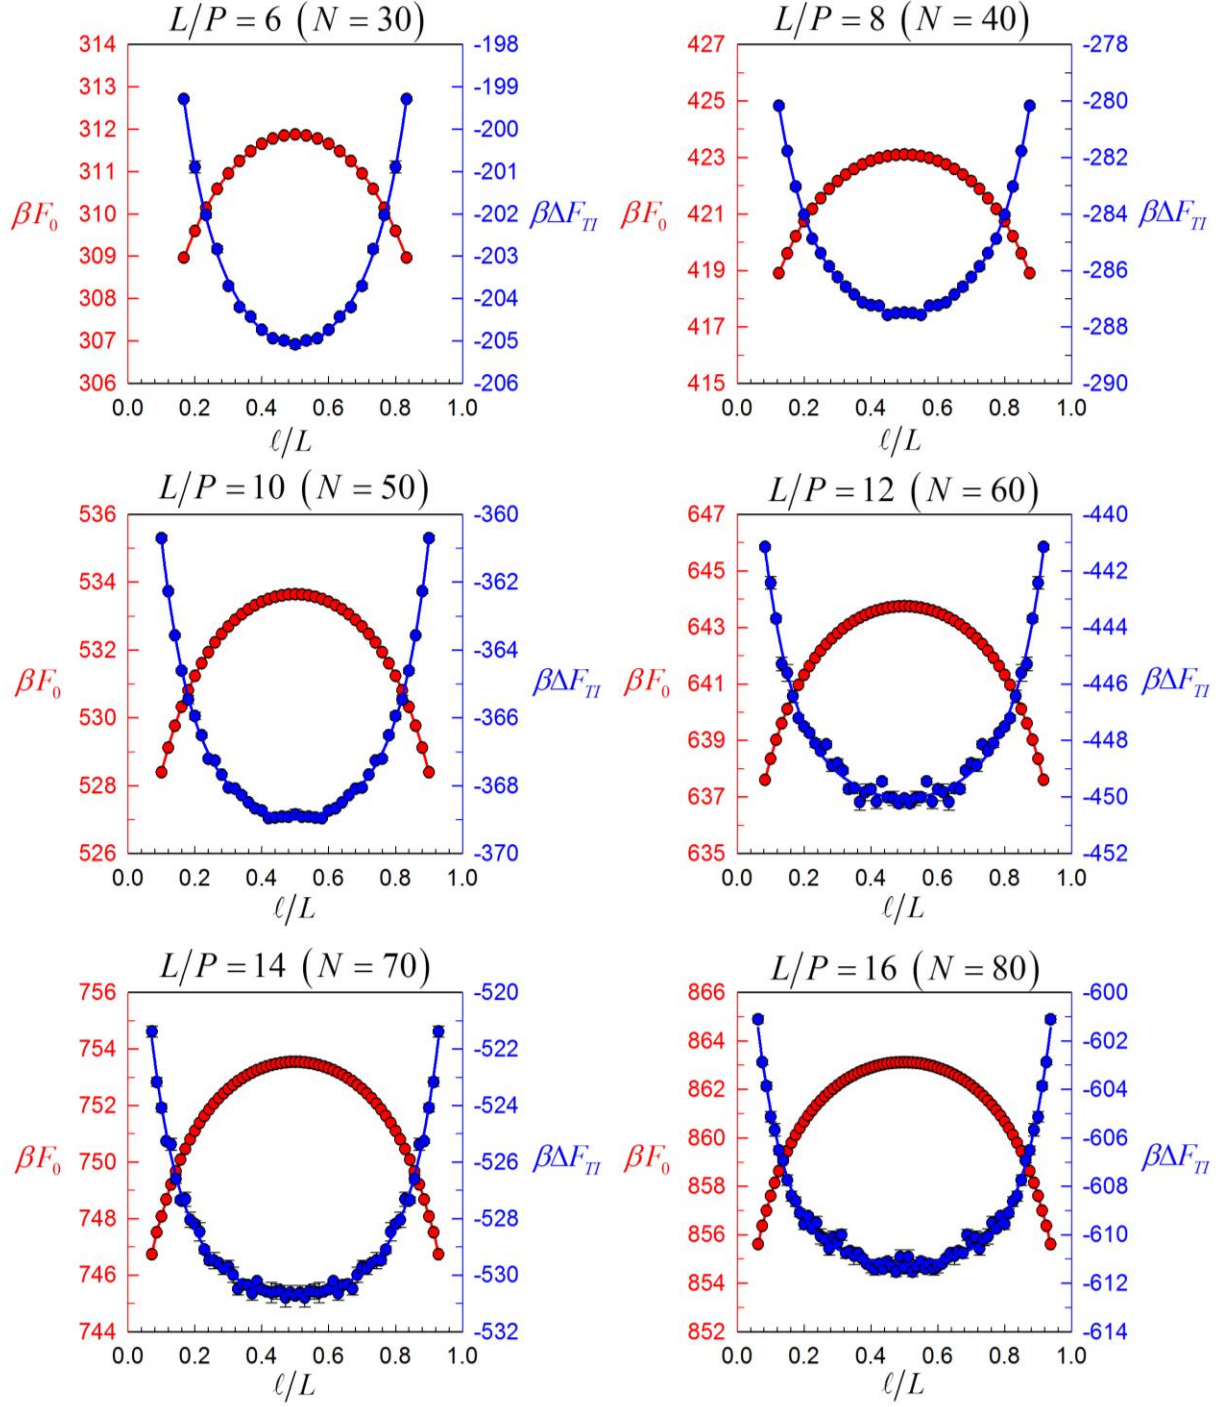 L/P = 6 (N = 30)
314 313 312 311 310 309 308 307 306
βF₀
-198 -199 -200 -201 -202 -203 -204 -205 -206
βΔF_TI
0.0 0.2 0.4 0.6 0.8 1.0
ℓ/L
L/P = 8 (N = 40)
427 425 423 421 419 417 415
βF₀
-278 -280 -282 -284 -286 -288 -290
βΔF_TI
0.0 0.2 0.4 0.6 0.8 1.0
ℓ/L
L/P = 10 (N = 50)
536 534 532 530 528 526
βF₀
-360 -362 -364 -366 -368 -370
βΔF_TI
0.0 0.2 0.4 0.6 0.8 1.0
ℓ/L
L/P = 12 (N = 60)
647 645 643 641 639 637 635
βF₀
-440 -442 -444 -446 -448 -450 -452
βΔF_TI
0.0 0.2 0.4 0.6 0.8 1.0
ℓ/L
L/P = 14 (N = 70)
756 754 752 750 748 746 744
βF₀
-520 -522 -524 -526 -528 -530 -532
βΔF_TI
0.0 0.2 0.4 0.6 0.8 1.0
ℓ/L
L/P = 16 (N = 80)
866 864 862 860 858 856 854 852
βF₀
-600 -602 -604 -606 -608 -610 -612 -614
βΔF_TI
0.0 0.2 0.4 0.6 0.8 1.0
ℓ/L